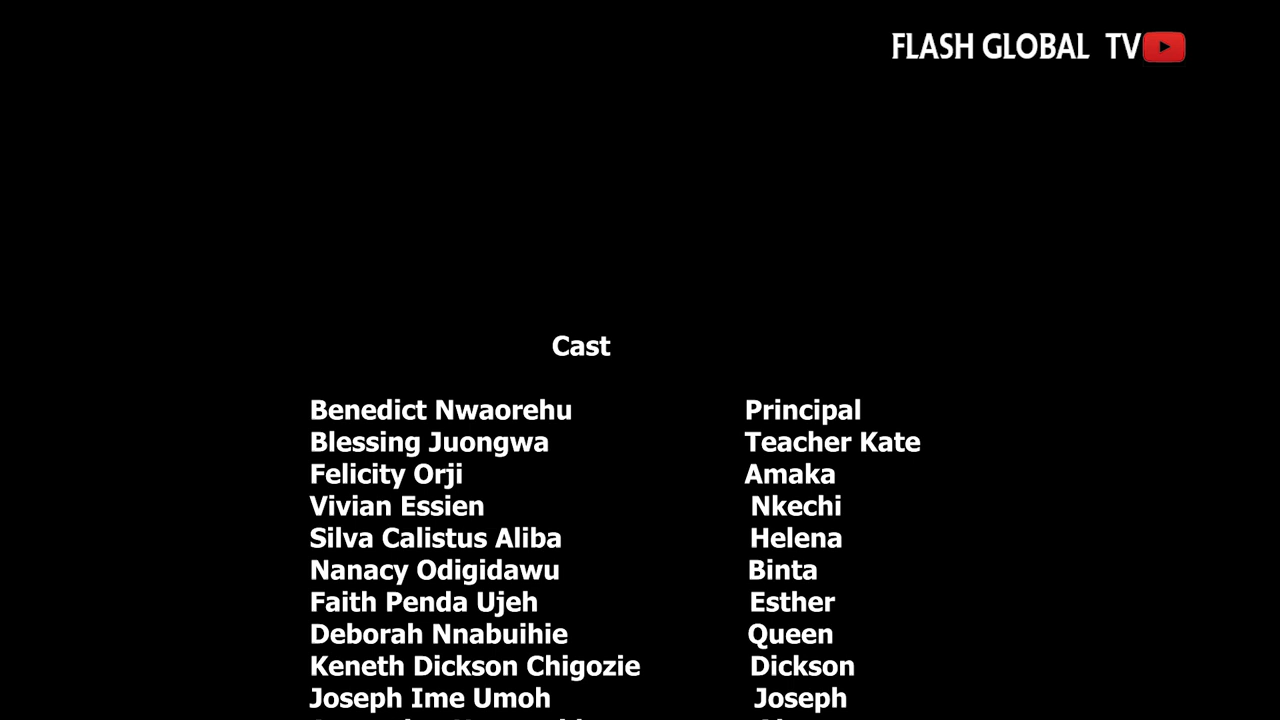 FLASH GLOBAL TV
Cast
Benedict Nwaorehu Principal
Blessing Juongwa Teacher Kate
Felicity Orji Amaka
Vivian Essien Nkechi
Silva Calistus Aliba Helena
Nanacy Odigidawu Binta
Faith Penda Ujeh Esther
Deborah Nnabuihie Queen
Keneth Dickson Chigozie Dickson
Joseph Ime Umoh Joseph